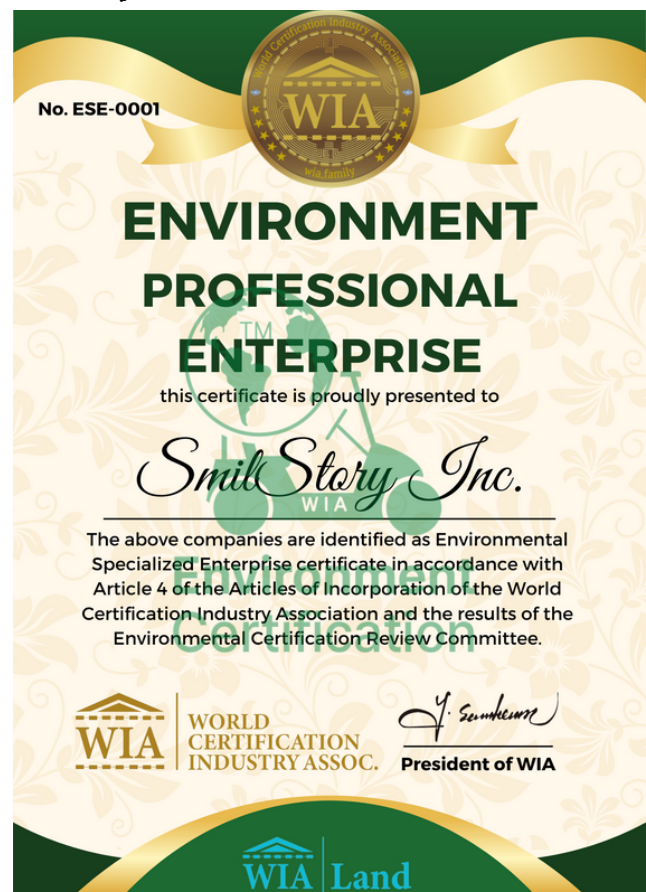 World Certification Industry Association
WIA
wia.family
No. ESE-0001
ENVIRONMENT
PROFESSIONAL
ENTERPRISE
TM
this certificate is proudly presented to
SmilStory Inc.
WIA
The above companies are identified as Environmental
Specialized Enterprise certificate in accordance with
Article 4 of the Articles of Incorporation of the World
Certification Industry Association and the results of the
Environmental Certification Review Committee.
Environment
Certification
WIA
WORLD
CERTIFICATION
INDUSTRY ASSOC.
President of WIA
WIA Land